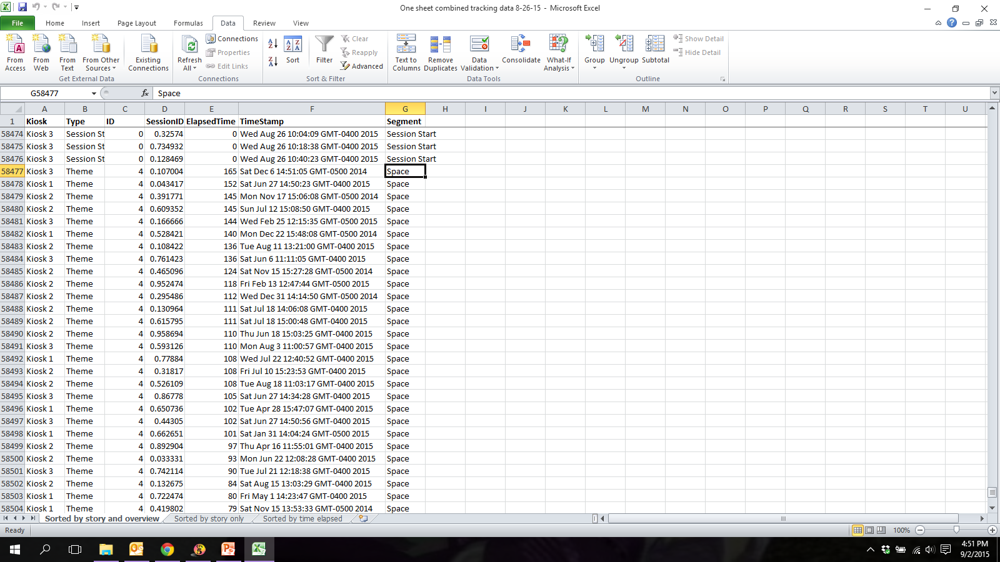 One sheet combined tracking data 8-26-15 - Microsoft Excel
File Home Insert Page Layout Formulas Data Review View
From Access
From Web
From Text
From Other Sources
Existing Connections
Get External Data
Refresh All
Connections
Properties
Edit Links
Connections
Sort
Filter
Clear
Reapply
Advanced
Sort & Filter
Text to Columns
Remove Duplicates
Data Validation
Consolidate
What-If Analysis
Data Tools
Group
Ungroup
Subtotal
Show Detail
Hide Detail
Outline
G58477 fx Space
A B C D E F G H I J K L M N O P Q R S T U
1 Kiosk Type ID SessionID ElapsedTime TimeStamp Segment
58474 Kiosk 3 Session St 0 0.32574 0 Wed Aug 26 10:04:09 GMT-0400 2015 Session Start
58475 Kiosk 3 Session St 0 0.734932 0 Wed Aug 26 10:18:38 GMT-0400 2015 Session Start
58476 Kiosk 3 Session St 0 0.128469 0 Wed Aug 26 10:40:23 GMT-0400 2015 Session Start
58477 Kiosk 3 Theme 4 0.107004 165 Sat Dec 6 14:51:05 GMT-0500 2014 Space
58478 Kiosk 1 Theme 4 0.043417 152 Sat Jun 27 14:50:23 GMT-0400 2015 Space
58479 Kiosk 2 Theme 4 0.391771 145 Mon Nov 17 15:06:08 GMT-0500 2014 Space
58480 Kiosk 2 Theme 4 0.609352 145 Sun Jul 12 15:08:50 GMT-0400 2015 Space
58481 Kiosk 3 Theme 4 0.166666 144 Wed Feb 25 12:15:35 GMT-0500 2015 Space
58482 Kiosk 1 Theme 4 0.528421 140 Mon Dec 22 15:48:08 GMT-0500 2014 Space
58483 Kiosk 2 Theme 4 0.108422 136 Tue Aug 11 13:21:00 GMT-0400 2015 Space
58484 Kiosk 3 Theme 4 0.761423 136 Sat Jun 6 11:11:05 GMT-0400 2015 Space
58485 Kiosk 2 Theme 4 0.465096 124 Sat Nov 15 15:27:28 GMT-0500 2014 Space
58486 Kiosk 2 Theme 4 0.952474 118 Fri Feb 13 12:47:44 GMT-0500 2015 Space
58487 Kiosk 2 Theme 4 0.295486 112 Wed Dec 31 14:14:50 GMT-0500 2014 Space
58488 Kiosk 2 Theme 4 0.130964 111 Sat Jul 18 14:06:08 GMT-0400 2015 Space
58489 Kiosk 2 Theme 4 0.615795 111 Sat Jul 18 15:00:48 GMT-0400 2015 Space
58490 Kiosk 2 Theme 4 0.958694 110 Thu Jun 18 15:03:25 GMT-0400 2015 Space
58491 Kiosk 3 Theme 4 0.593126 110 Mon Aug 3 11:00:57 GMT-0400 2015 Space
58492 Kiosk 1 Theme 4 0.77884 108 Wed Jul 22 12:40:52 GMT-0400 2015 Space
58493 Kiosk 2 Theme 4 0.31817 108 Fri Jul 10 15:23:53 GMT-0400 2015 Space
58494 Kiosk 2 Theme 4 0.526109 108 Tue Aug 18 11:03:17 GMT-0400 2015 Space
58495 Kiosk 3 Theme 4 0.86778 105 Sat Jun 27 14:34:28 GMT-0400 2015 Space
58496 Kiosk 1 Theme 4 0.650736 102 Tue Apr 28 15:47:07 GMT-0400 2015 Space
58497 Kiosk 3 Theme 4 0.44305 102 Sat Jun 27 14:50:56 GMT-0400 2015 Space
58498 Kiosk 1 Theme 4 0.662651 101 Sat Jan 31 14:04:24 GMT-0500 2015 Space
58499 Kiosk 2 Theme 4 0.892904 97 Thu Apr 16 11:55:01 GMT-0400 2015 Space
58500 Kiosk 2 Theme 4 0.033331 93 Mon Jun 22 12:08:28 GMT-0400 2015 Space
58501 Kiosk 3 Theme 4 0.742114 90 Tue Jul 21 12:18:38 GMT-0400 2015 Space
58502 Kiosk 2 Theme 4 0.132675 84 Sat Aug 15 13:03:29 GMT-0400 2015 Space
58503 Kiosk 1 Theme 4 0.722474 80 Fri May 1 14:23:47 GMT-0400 2015 Space
58504 Kiosk 1 Theme 4 0.419802 79 Sat Nov 15 13:53:33 GMT-0500 2014 Space
Sorted by story and overview Sorted by story only Sorted by time elapsed
Ready 100%
4:51 PM
9/2/2015